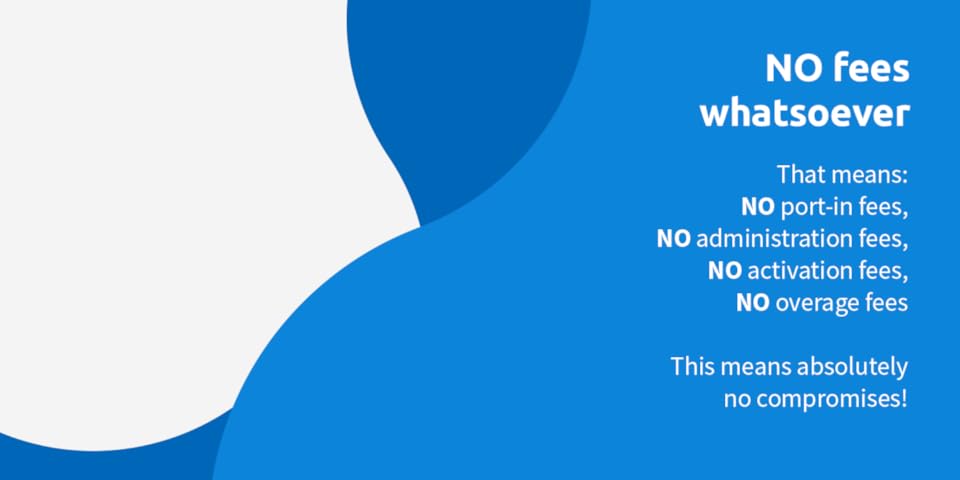 NO fees
whatsoever
That means:
NO port-in fees,
NO administration fees,
NO activation fees,
NO overage fees
This means absolutely
no compromises!